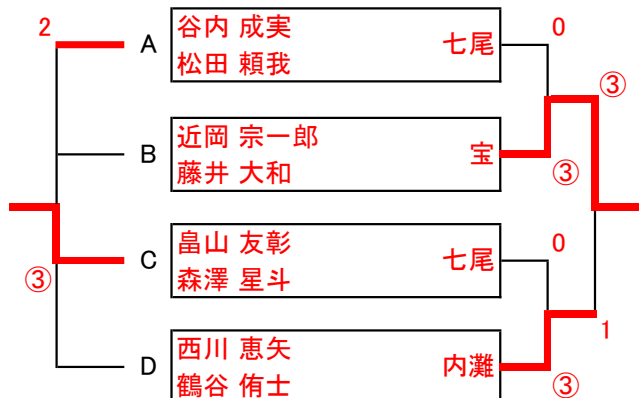 2
A
谷内 成実
松田 頼我
七尾
0
③
B
近岡 宗一郎
藤井 大和
宝
③
C
畠山 友彰
森澤 星斗
七尾
0
③
D
西川 恵矢
鶴谷 侑士
内灘
③
1